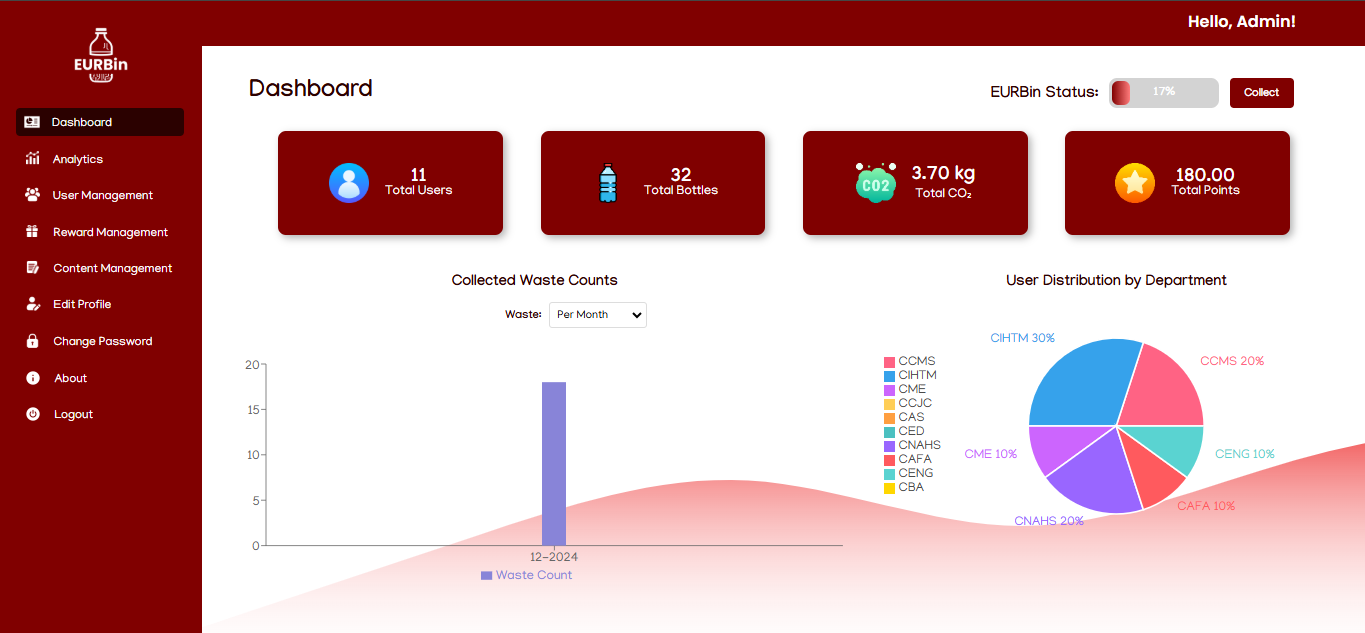 Hello, Admin!
EURBin
Dashboard
Analytics
User Management
Reward Management
Content Management
Edit Profile
Change Password
About
Logout
Dashboard
EURBin Status:
17%
Collect
11
Total Users
32
Total Bottles
CO2
3.70 kg
Total CO₂
180.00
Total Points
Collected Waste Counts
Waste:
Per Month
20
15
10
5
0
12-2024
Waste Count
User Distribution by Department
CCMS
CIHTM
CME
CCJC
CAS
CED
CNAHS
CAFA
CENG
CBA
CIHTM 30%
CCMS 20%
CME 10%
CENG 10%
CAFA 10%
CNAHS 20%